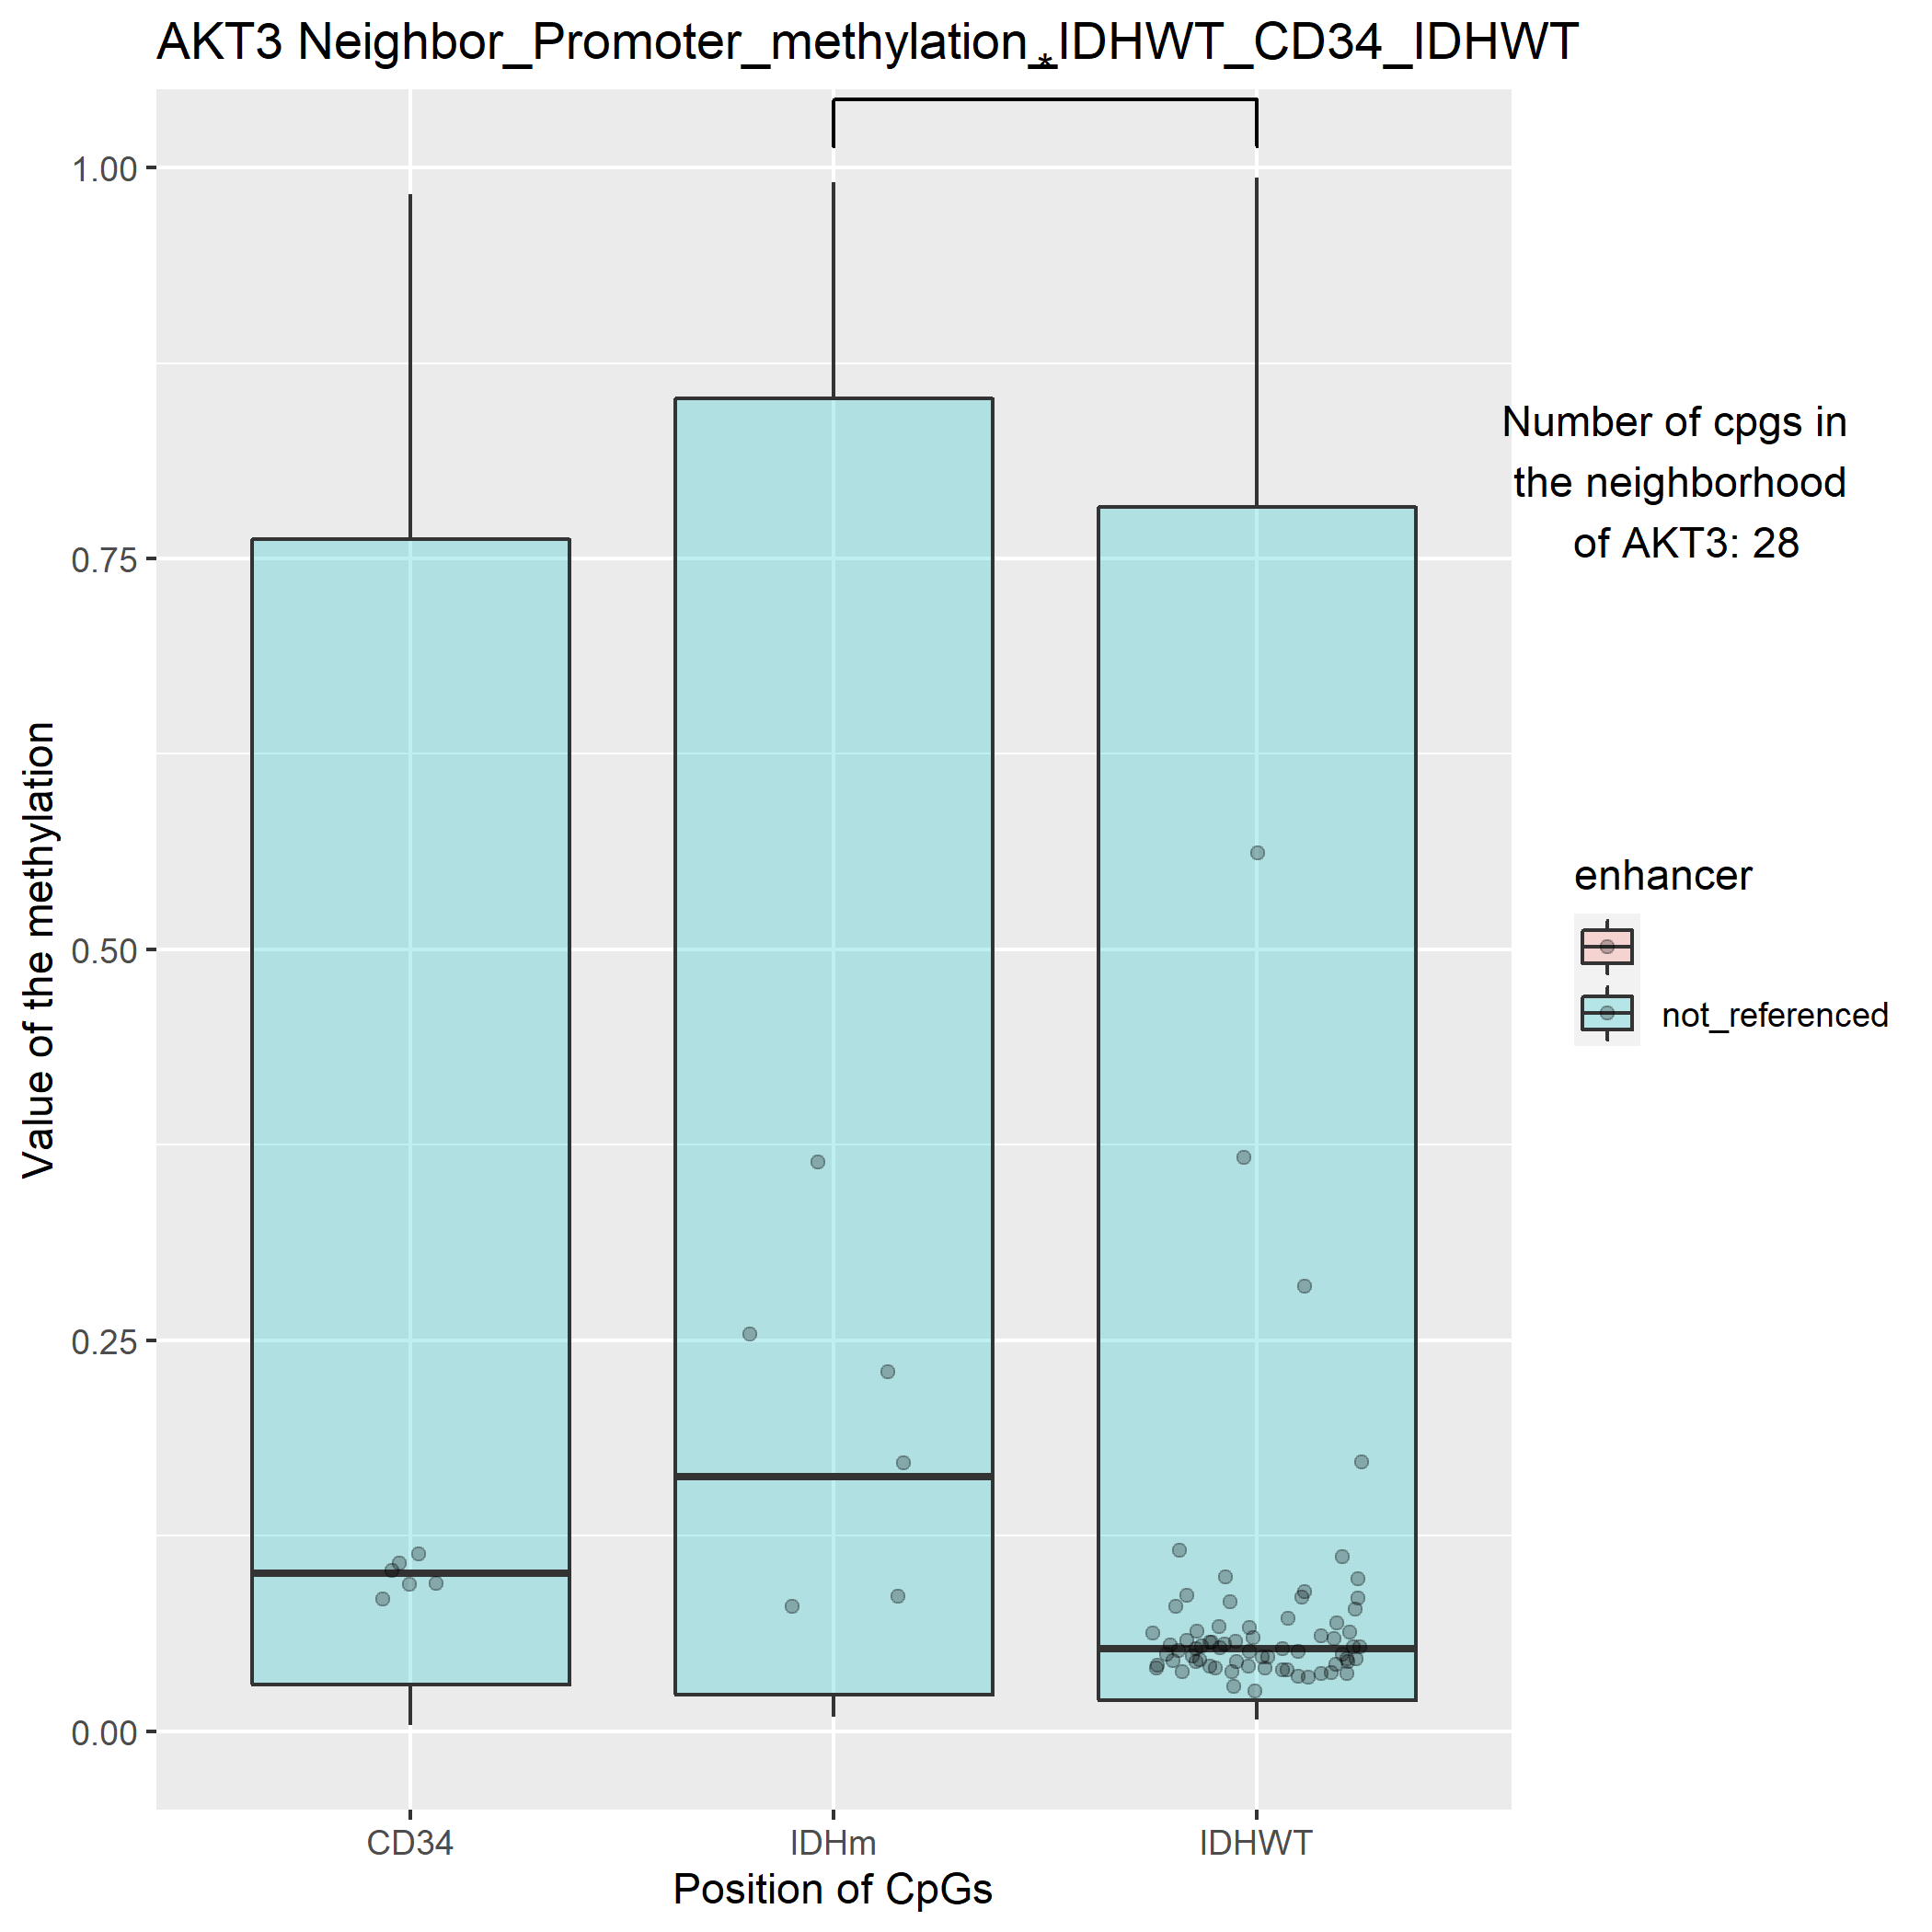 AKT3 Neighbor_Promoter_methylation_IDHWT_CD34_IDHWT
*
1.00
0.75
0.50
0.25
0.00
Value of the methylation
CD34
IDHm
IDHWT
Position of CpGs
Number of cpgs in
the neighborhood
of AKT3: 28
enhancer
not_referenced